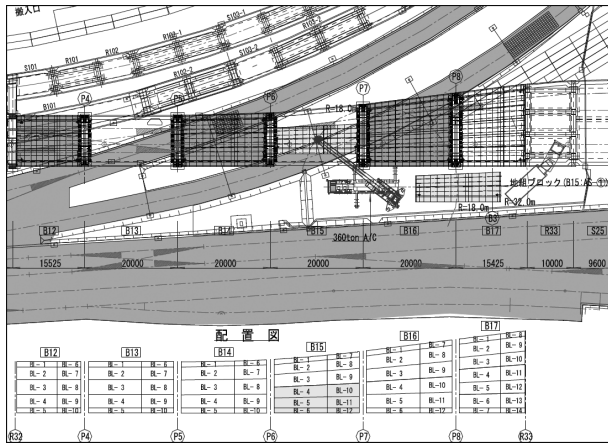 搬入口
S103-1
R103-1
R102
R101
S101
S102-2
R103-2
R102-2
B101
P4
P5
P6
P7
P8
R-18.0m
地組ブロック(B15:AS-①)
R-32.0m
R-18.0m
B3
360ton A/C
B12 B13 B14 B15 B16 B17 R33 S25
15525 20000 20000 20000 20000 15425 10000 9600
配置図
B12 B13 B14 B15 B16 B17
BL- 1 BL- 6 BL- 1 BL- 6 BL- 1 BL- 6 BL- 1 BL- 7 BL- 1 BL- 7 BL- 1 BL- 8
BL- 2 BL- 7 BL- 2 BL- 7 BL- 2 BL- 7 BL- 2 BL- 8 BL- 2 BL- 8 BL- 2 BL- 9
BL- 3 BL- 8 BL- 3 BL- 8 BL- 3 BL- 8 BL- 3 BL- 9 BL- 3 BL- 9 BL- 3 BL-10
BL- 4 BL- 9 BL- 4 BL- 9 BL- 4 BL- 9 BL- 4 BL-10 BL- 4 BL-10 BL- 4 BL-11
BL- 5 BL-10 BL- 5 BL-10 BL- 5 BL-10 BL- 5 BL-11 BL- 5 BL-11 BL- 5 BL-12
BL- 6 BL-12 BL- 6 BL-12 BL- 6 BL-13
BL- 7 BL-14
R32 P4 P5 P6 P7 P8 R33